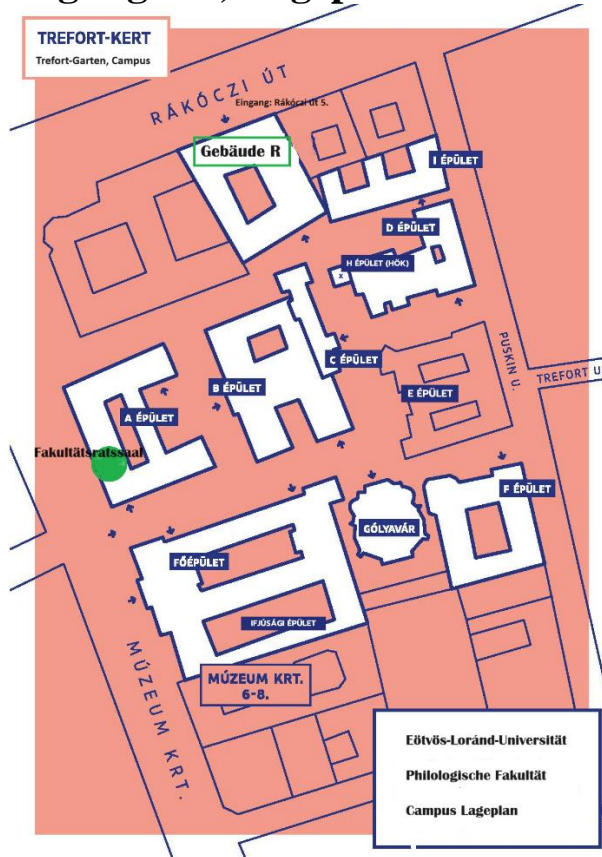 TREFORT-KERT
Trefort-Garten, Campus
RÁKÓCZI ÚT
Eingang: Rákóczi út 5.
Gebäude R
I ÉPÜLET
D ÉPÜLET
H ÉPÜLET (HÖK)
x
C ÉPÜLET
B ÉPÜLET
PUSKIN U.
TREFORT U
E ÉPÜLET
A ÉPÜLET
Fakultätsratssaal
F ÉPÜLET
GÓLYAVÁR
FŐÉPÜLET
IFJÚSÁGI ÉPÜLET
MÚZEUM KRT.
MÚZEUM KRT.
6-8.
Eötvös-Loránd-Universität
Philologische Fakultät
Campus Lageplan